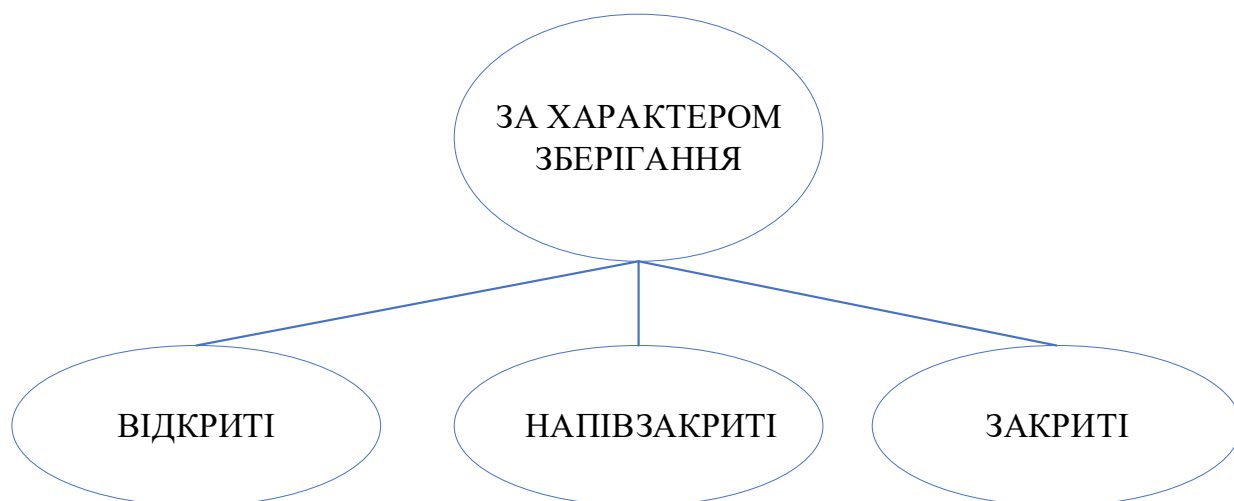 ЗА ХАРАКТЕРОМ
ЗБЕРІГАННЯ
ВІДКРИТІ
НАПІВЗАКРИТІ
ЗАКРИТІ